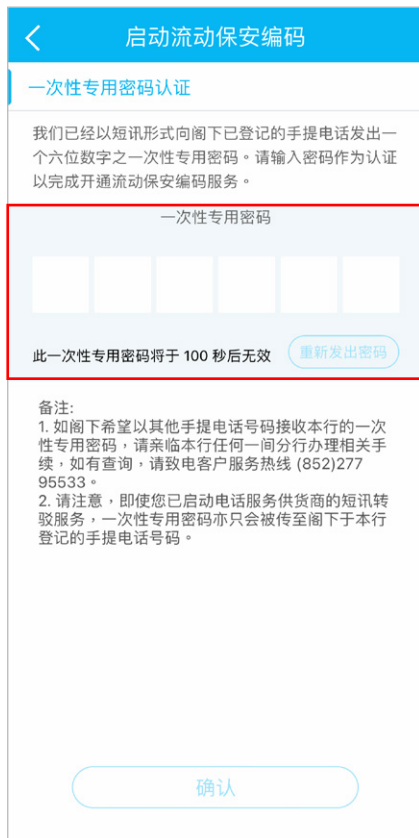 启动流动保安编码
一次性专用密码认证
我们已经以短讯形式向阁下已登记的手提电话发出一
个六位数字之一次性专用密码。请输入密码作为认证
以完成开通流动保安编码服务。
一次性专用密码
此一次性专用密码将于 100 秒后无效
重新发出密码
备注:
1. 如阁下希望以其他手提电话号码接收本行的一次
性专用密码，请亲临本行任何一间分行办理相关手
续，如有查询，请致电客户服务热线 (852)277
95533。
2. 请注意，即使您已启动电话服务供货商的短讯转
驳服务，一次性专用密码亦只会被传至阁下于本行
登记的手提电话号码。
确认